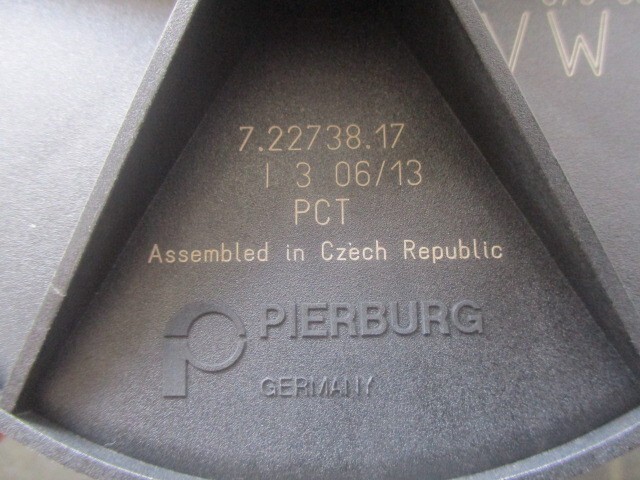 VW
7.22738.17
I 3 06/13
PCT
Assembled in Czech Republic
PIERBURG
GERMANY